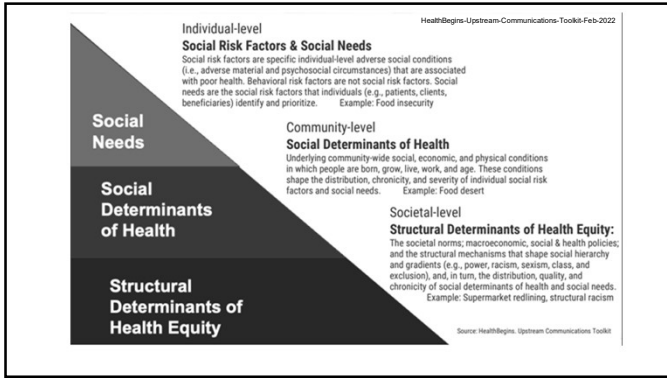 HealthBegins-Upstream-Communications-Toolkit-Feb-2022
Individual-level
Social Risk Factors & Social Needs
Social risk factors are specific individual-level adverse social conditions
(i.e., adverse material and psychosocial circumstances) that are associated
with poor health. Behavioral risk factors are not social risk factors. Social
needs are the social risk factors that individuals (e.g., patients, clients,
beneficiaries) identify and prioritize. Example: Food insecurity
Social
Needs
Community-level
Social Determinants of Health
Underlying community-wide social, economic, and physical conditions
in which people are born, grow, live, work, and age. These conditions
shape the distribution, chronicity, and severity of individual social risk
factors and social needs. Example: Food desert
Social
Determinants
of Health
Societal-level
Structural Determinants of Health Equity:
The societal norms; macroeconomic, social & health policies;
and the structural mechanisms that shape social hierarchy
and gradients (e.g., power, racism, sexism, class, and
exclusion), and, in turn, the distribution, quality, and
chronicity of social determinants of health and social needs.
Example: Supermarket redlining, structural racism
Structural
Determinants of
Health Equity
Source: HealthBegins. Upstream Communications Toolkit